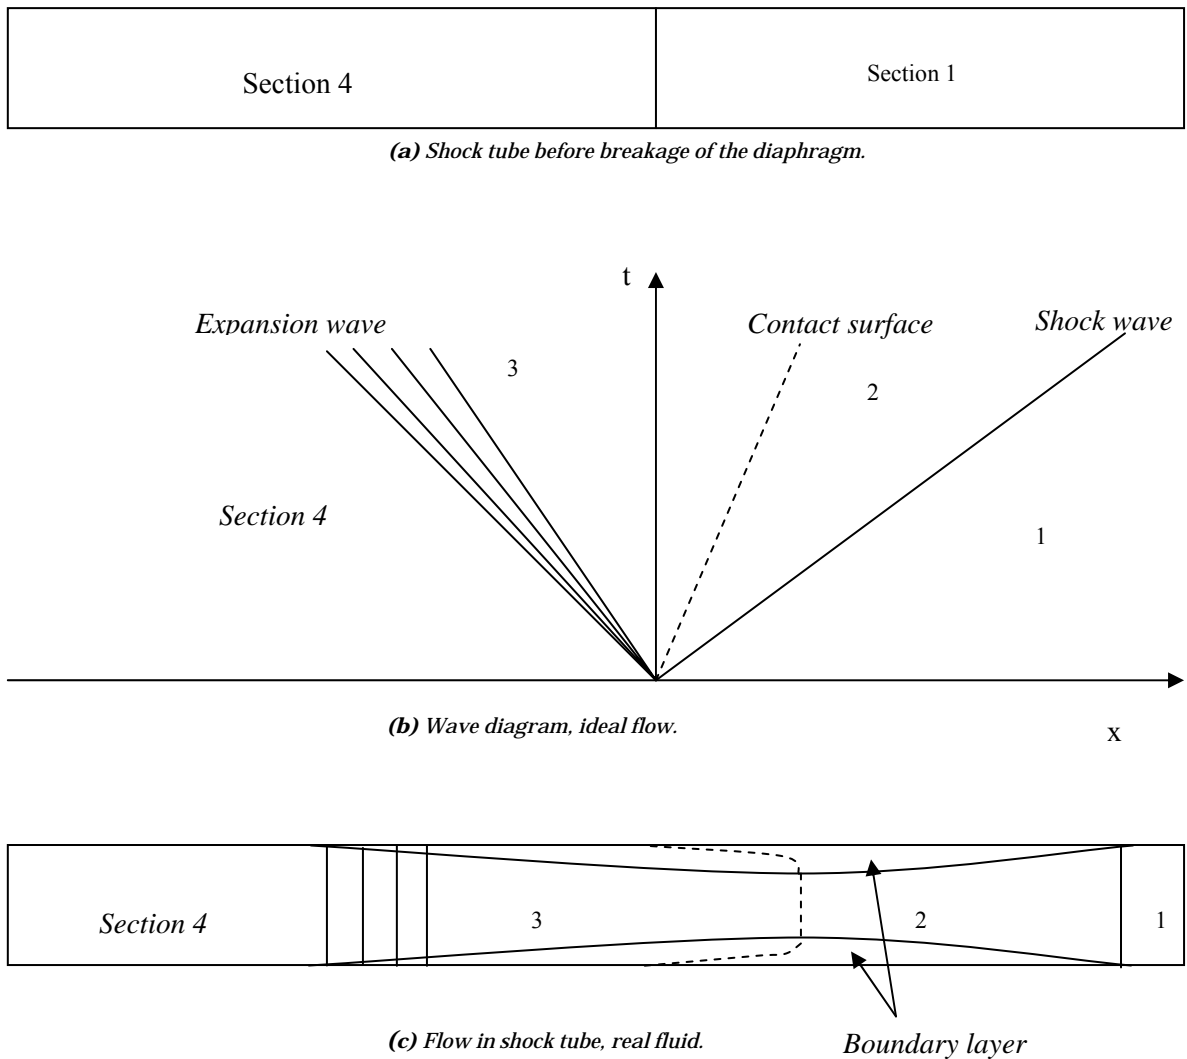 Section 4
Section 1
(a) Shock tube before breakage of the diaphragm.
t
Expansion wave
Contact surface
Shock wave
3
2
Section 4
1
(b) Wave diagram, ideal flow.
x
Section 4
3
2
1
(c) Flow in shock tube, real fluid.
Boundary layer